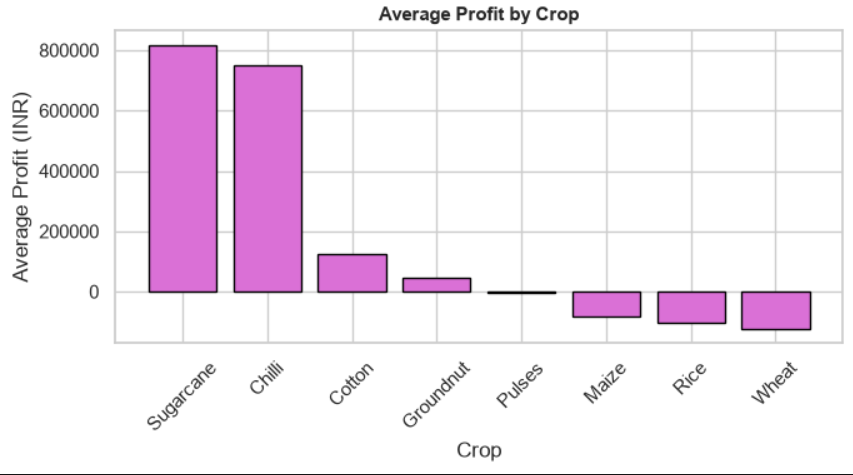 Average Profit by Crop
Average Profit (INR)
800000
600000
400000
200000
0
Sugarcane
Chilli
Cotton
Groundnut
Pulses
Maize
Rice
Wheat
Crop